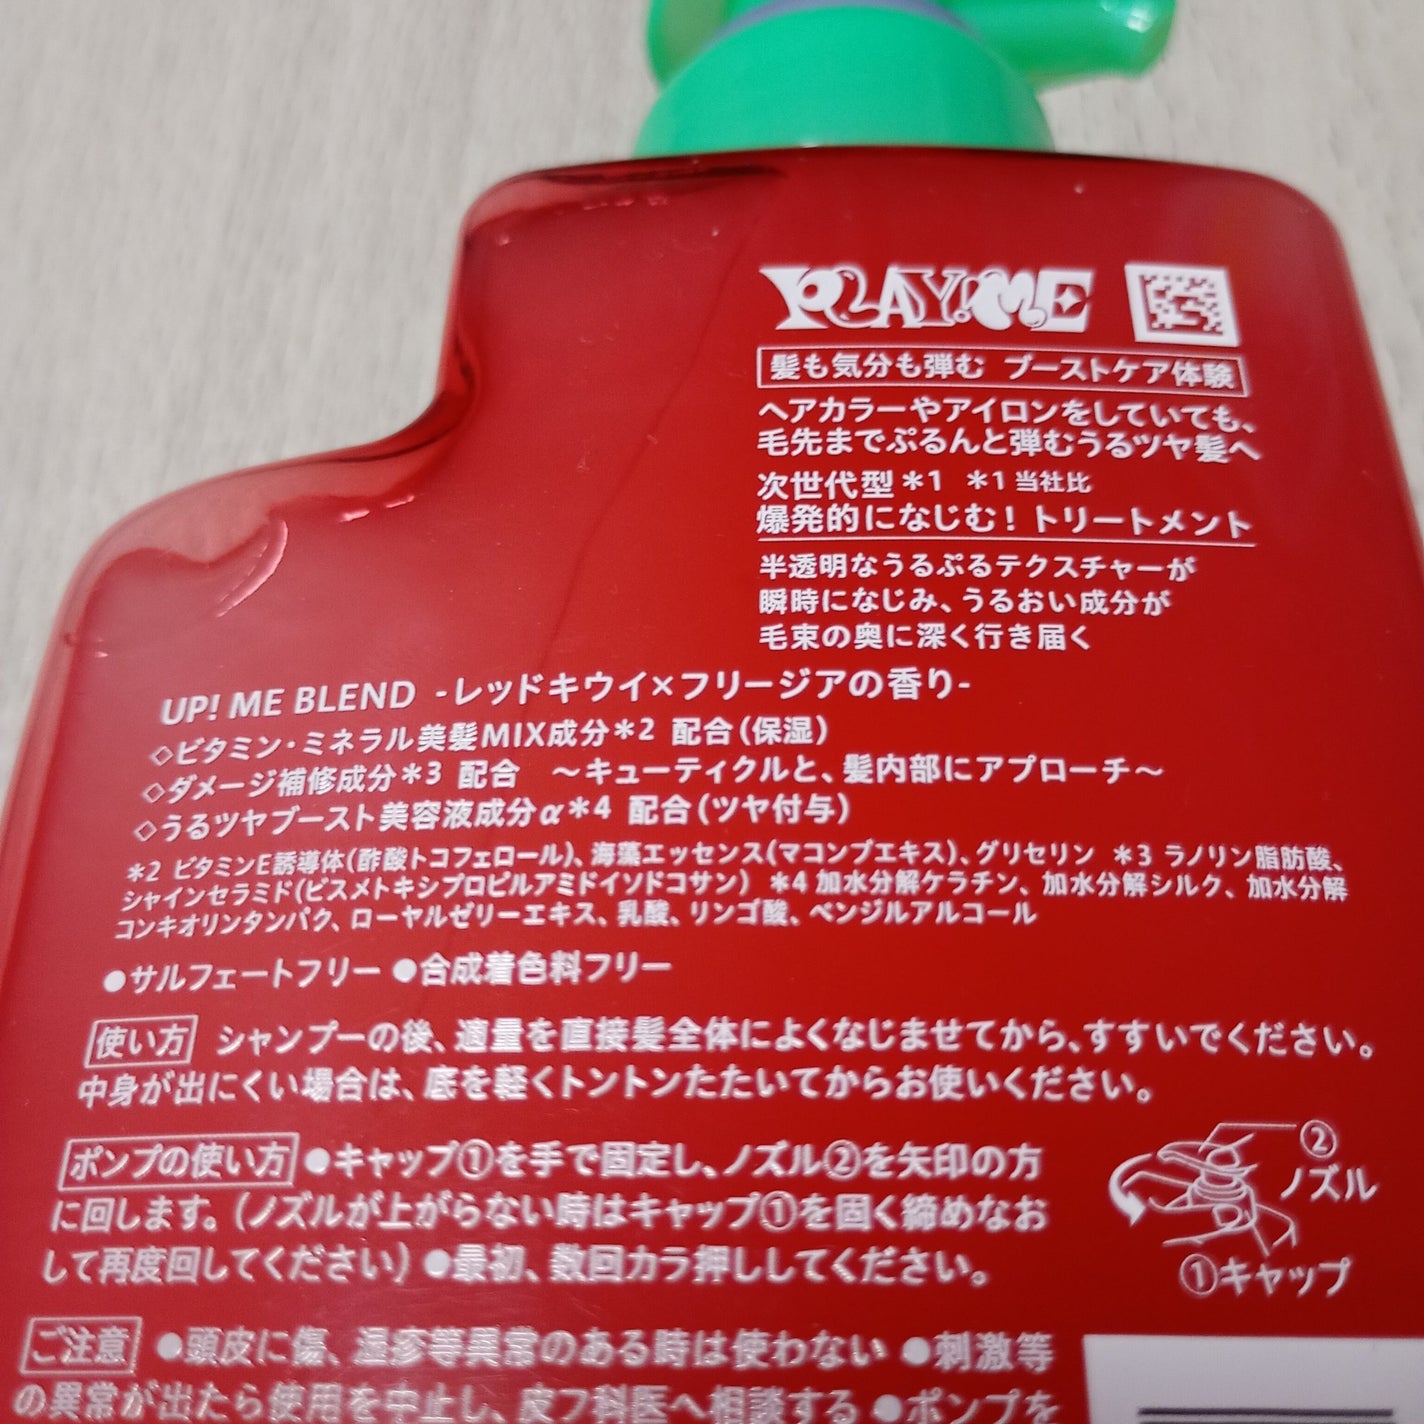 PLAY!ME
髪も気分も弾む ブーストケア体験
ヘアカラーやアイロンをしていても、
毛先までぷるんと弾むうるツヤ髪へ
次世代型*1 *1 当社比
爆発的になじむ！トリートメント
半透明なうるぷるテクスチャーが
瞬時になじみ、うるおい成分が
毛束の奥に深く行き届く
UP! ME BLEND -レッドキウイ×フリージアの香り-
◇ビタミン・ミネラル美髪MIX成分*2 配合（保湿）
◇ダメージ補修成分*3 配合 ～キューティクルと、髪内部にアプローチ～
◇うるツヤブースト美容液成分α*4 配合（ツヤ付与）
*2 ビタミンE誘導体（酢酸トコフェロール）、海藻エッセンス（マコンブエキス）、グリセリン *3 ラノリン脂肪酸、
シャインセラミド（ビスメトキシプロピルアミドイソドコサン） *4 加水分解ケラチン、加水分解シルク、加水分解
コンキオリンタンパク、ローヤルゼリーエキス、乳酸、リンゴ酸、ベンジルアルコール
●サルフェートフリー ●合成着色料フリー
使い方 シャンプーの後、適量を直接髪全体によくなじませてから、すすいでください。
中身が出にくい場合は、底を軽くトントンたたいてからお使いください。
ポンプの使い方 ●キャップ①を手で固定し、ノズル②を矢印の方
に回します。（ノズルが上がらない時はキャップ①を固く締めなお
して再度回してください）●最初、数回カラ押ししてください。
②
ノズル
①キャップ
ご注意 ●頭皮に傷、湿疹等異常のある時は使わない ●刺激等
の異常が出たら使用を中止し、皮フ科医へ相談する ●ポンプを